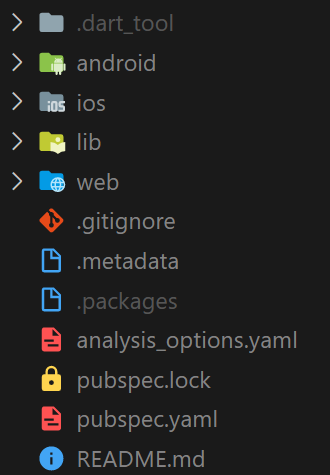 .dart_tool
android
ios
lib
web
.gitignore
.metadata
.packages
analysis_options.yaml
pubspec.lock
pubspec.yaml
README.md